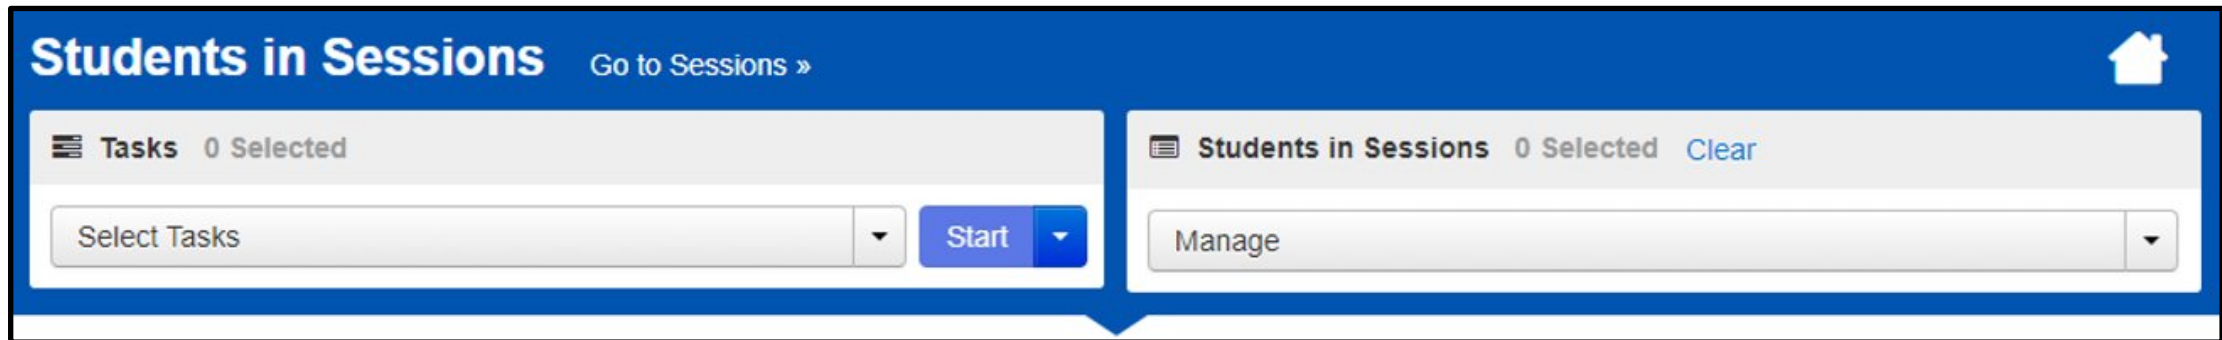 Students in Sessions Go to Sessions »
Tasks 0 Selected
Select Tasks Start
Students in Sessions 0 Selected Clear
Manage